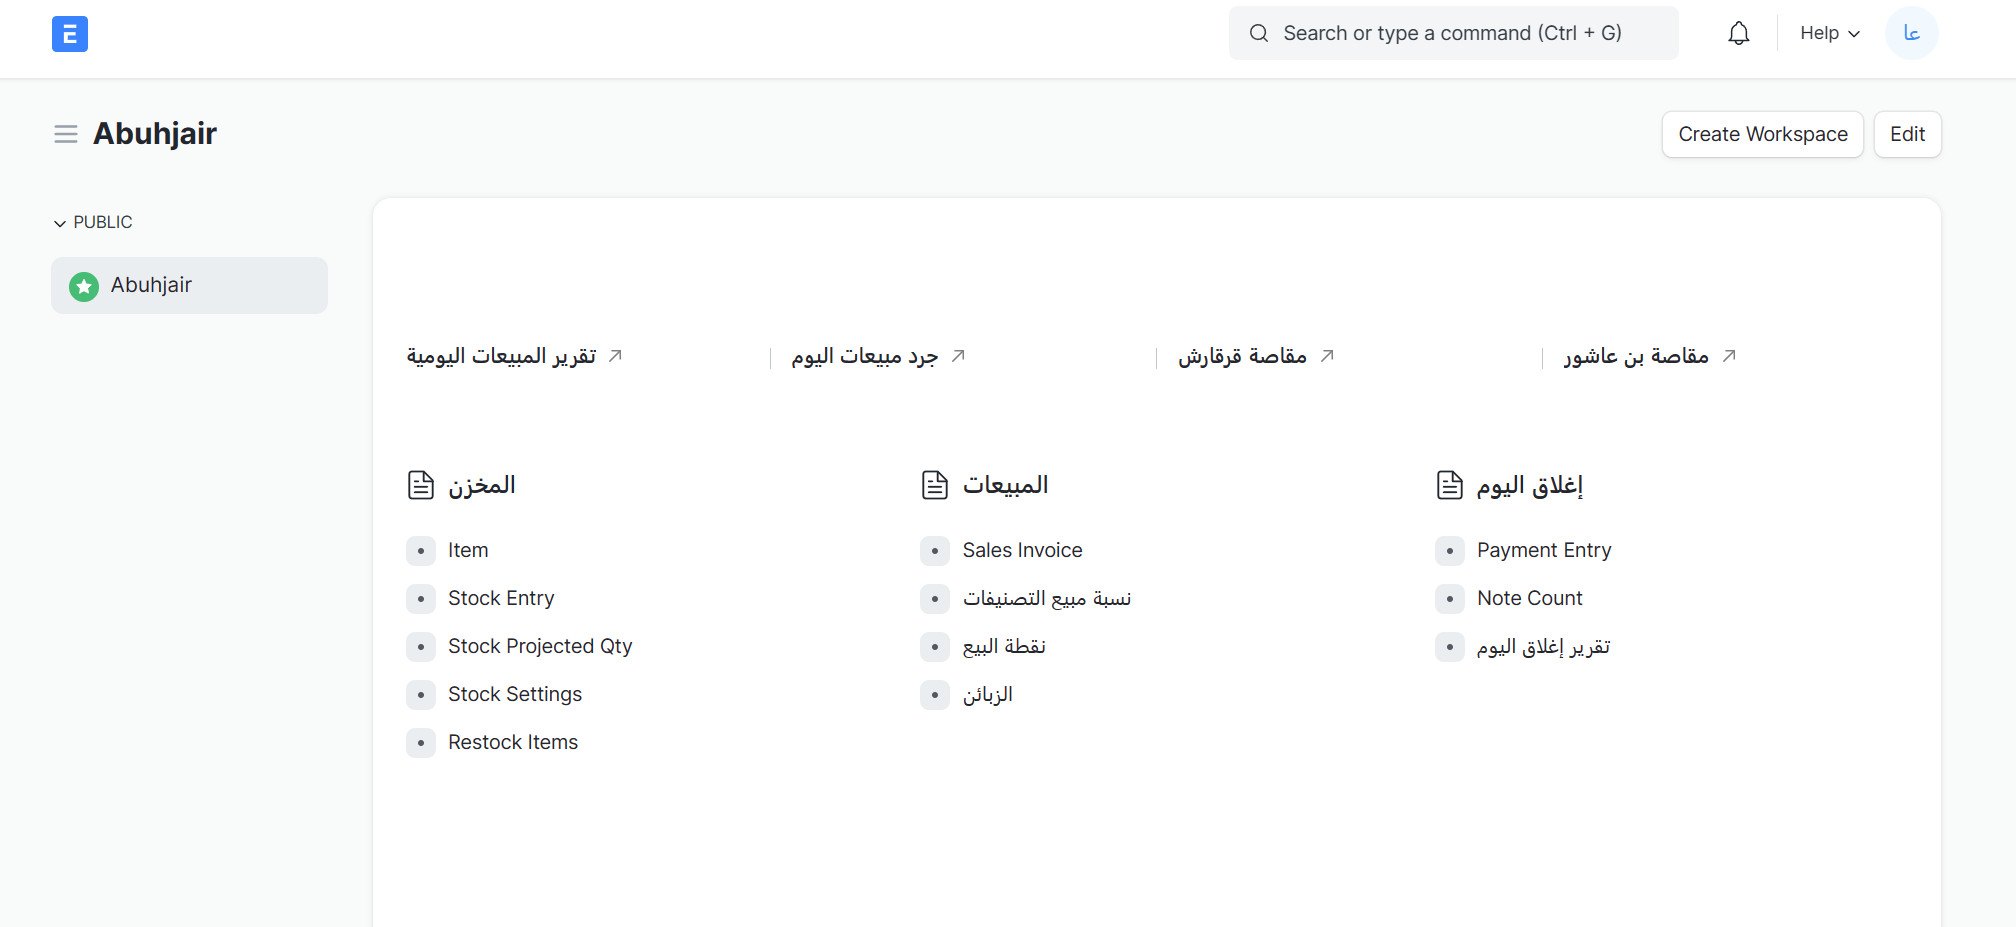 E
Search or type a command (Ctrl + G)
Help
عا
Abuhjair
Create Workspace
Edit
PUBLIC
Abuhjair
تقرير المبيعات اليومية
جرد مبيعات اليوم
مقاصة قرقارش
مقاصة بن عاشور
المخزن
Item
Stock Entry
Stock Projected Qty
Stock Settings
Restock Items
المبيعات
Sales Invoice
نسبة مبيع التصنيفات
نقطة البيع
الزبائن
إغلاق اليوم
Payment Entry
Note Count
تقرير إغلاق اليوم